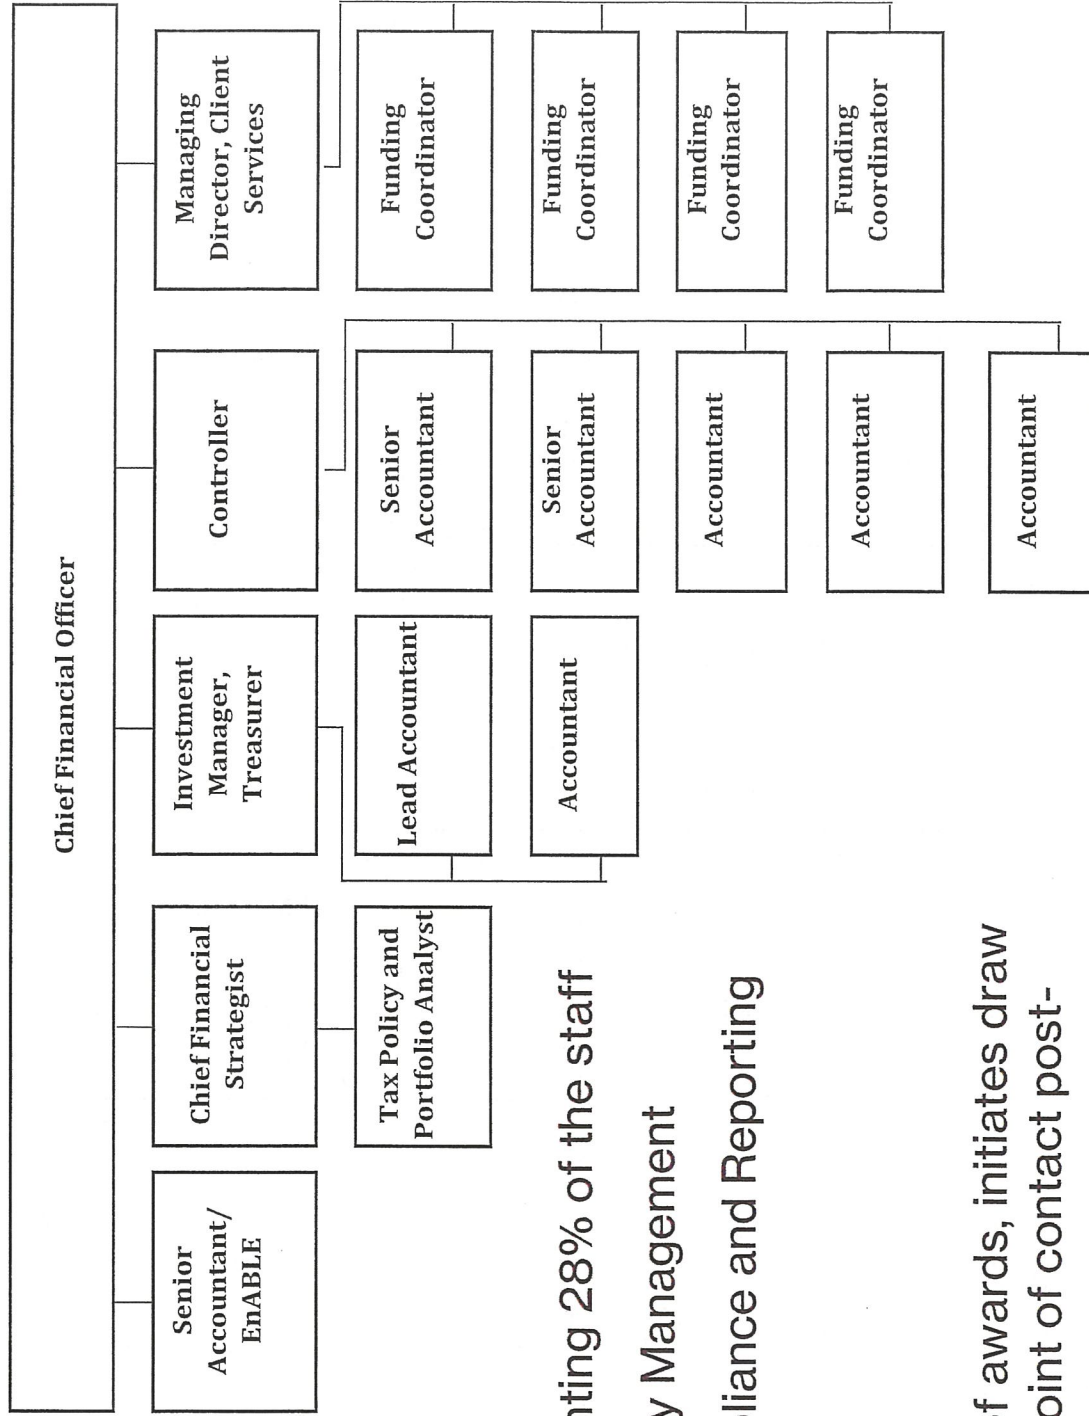 Chief Financial Officer
Senior
Accountant/
EnABLE
Chief Financial
Strategist
Investment
Manager,
Treasurer
Controller
Managing
Director, Client
Services
Tax Policy and
Portfolio Analyst
Lead Accountant
Senior
Accountant
Funding
Coordinator
Accountant
Senior
Accountant
Funding
Coordinator
Accountant
Funding
Coordinator
Accountant
Funding
Coordinator
Accountant
nting 28% of the staff
y Management
liance and Reporting
f awards, initiates draw
oint of contact post-